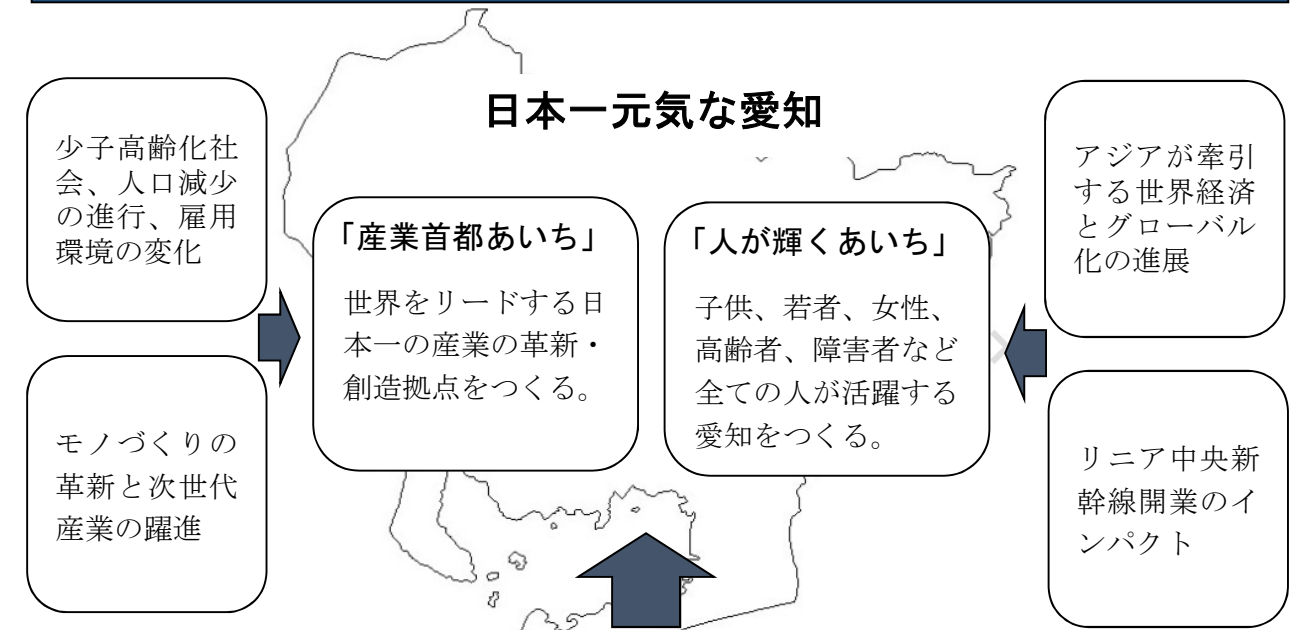 日本一元気な愛知
少子高齢化社
会、人口減少
の進行、雇用
環境の変化
モノづくりの
革新と次世代
産業の躍進
「産業首都あいち」
世界をリードする日
本一の産業の革新・
創造拠点をつくる。
「人が輝くあいち」
子供、若者、女性、
高齢者、障害者など
全ての人が活躍する
愛知をつくる。
アジアが牽引
する世界経済
とグローバル
化の進展
リニア中央新
幹線開業のイ
ンパクト